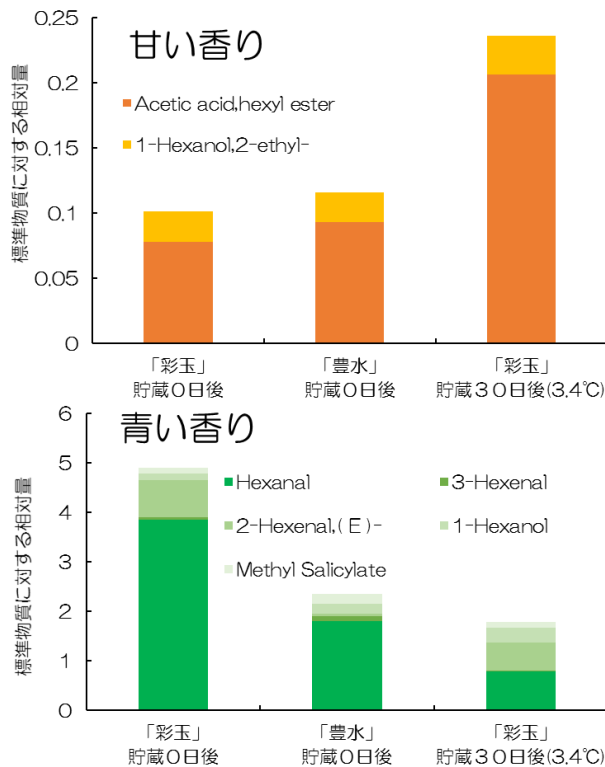 甘い香り
標準物質に対する相対量
0.25
0.2
0.15
0.1
0.05
0
Acetic acid,hexyl ester
1-Hexanol,2-ethyl-
「彩玉」
貯蔵０日後
「豊水」
貯蔵０日後
「彩玉」
貯蔵３０日後(3.4℃)
青い香り
標準物質に対する相対量
6
5
4
3
2
1
0
Hexanal
3-Hexenal
2-Hexenal,(Ｅ)-
1-Hexanol
Methyl Salicylate
「彩玉」
貯蔵０日後
「豊水」
貯蔵０日後
「彩玉」
貯蔵３０日後(3.4℃)